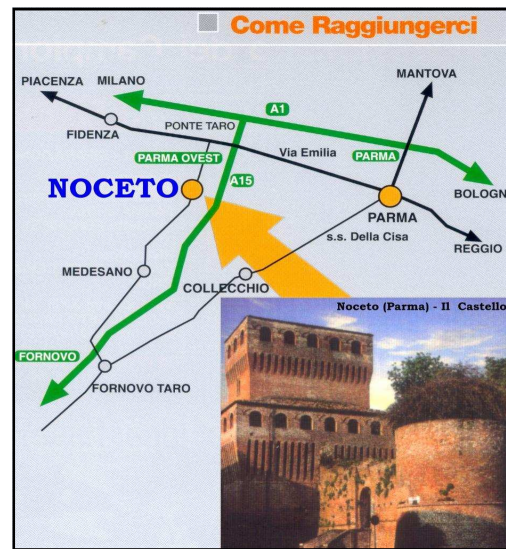 Come Raggiungerci
PIACENZA
MILANO
MANTOVA
A1
FIDENZA
PONTE TARO
Via Emilia
PARMA OVEST
PARMA
NOCETO
A15
BOLOGN
PARMA
s.s. Della Cisa
REGGIO
MEDESANO
COLLECCHIO
Noceto (Parma) - Il Castello
FORNOVO
FORNOVO TARO